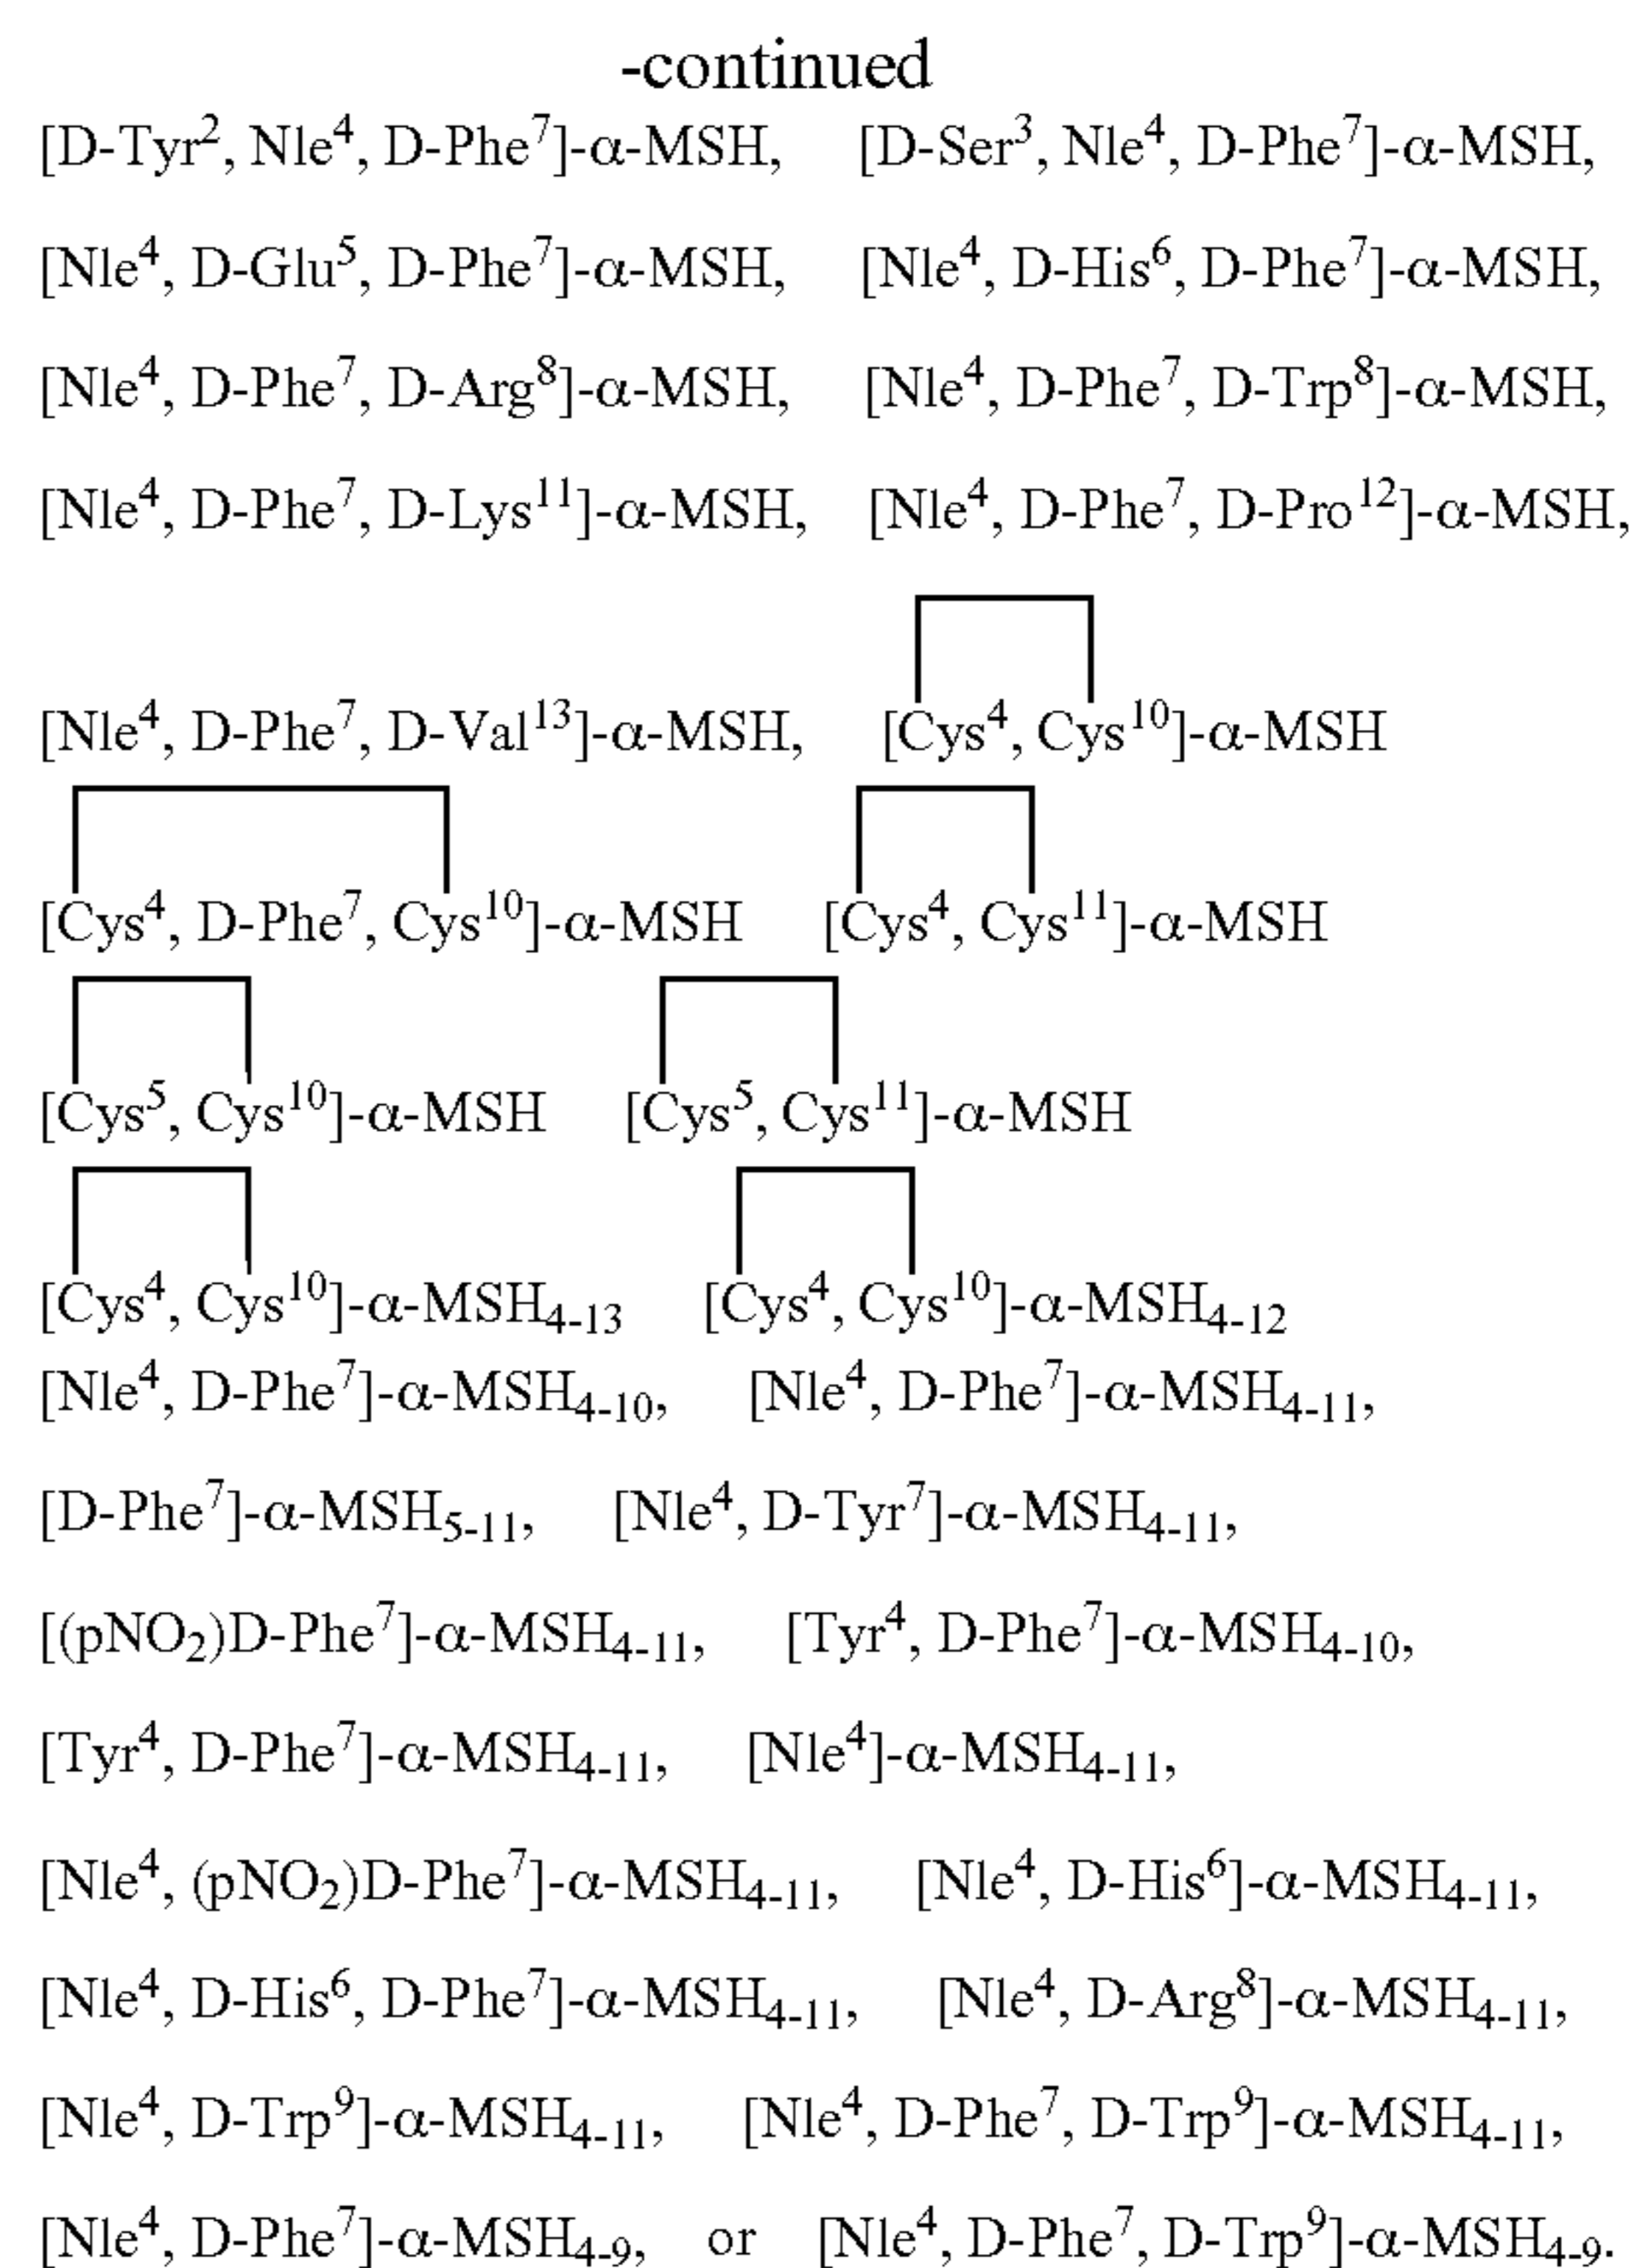 -continued
[D-Tyr², Nle⁴, D-Phe⁷]-α-MSH, [D-Ser³, Nle⁴, D-Phe⁷]-α-MSH,
[Nle⁴, D-Glu⁵, D-Phe⁷]-α-MSH, [Nle⁴, D-His⁶, D-Phe⁷]-α-MSH,
[Nle⁴, D-Phe⁷, D-Arg⁸]-α-MSH, [Nle⁴, D-Phe⁷, D-Trp⁸]-α-MSH,
[Nle⁴, D-Phe⁷, D-Lys¹¹]-α-MSH, [Nle⁴, D-Phe⁷, D-Pro¹²]-α-MSH,
[Nle⁴, D-Phe⁷, D-Val¹³]-α-MSH, [Cys⁴, Cys¹⁰]-α-MSH
[Cys⁴, D-Phe⁷, Cys¹⁰]-α-MSH [Cys⁴, Cys¹¹]-α-MSH
[Cys⁵, Cys¹⁰]-α-MSH [Cys⁵, Cys¹¹]-α-MSH
[Cys⁴, Cys¹⁰]-α-MSH₄₋₁₃ [Cys⁴, Cys¹⁰]-α-MSH₄₋₁₂
[Nle⁴, D-Phe⁷]-α-MSH₄₋₁₀, [Nle⁴, D-Phe⁷]-α-MSH₄₋₁₁,
[D-Phe⁷]-α-MSH₅₋₁₁, [Nle⁴, D-Tyr⁷]-α-MSH₄₋₁₁,
[(pNO₂)D-Phe⁷]-α-MSH₄₋₁₁, [Tyr⁴, D-Phe⁷]-α-MSH₄₋₁₀,
[Tyr⁴, D-Phe⁷]-α-MSH₄₋₁₁, [Nle⁴]-α-MSH₄₋₁₁,
[Nle⁴, (pNO₂)D-Phe⁷]-α-MSH₄₋₁₁, [Nle⁴, D-His⁶]-α-MSH₄₋₁₁,
[Nle⁴, D-His⁶, D-Phe⁷]-α-MSH₄₋₁₁, [Nle⁴, D-Arg⁸]-α-MSH₄₋₁₁,
[Nle⁴, D-Trp⁹]-α-MSH₄₋₁₁, [Nle⁴, D-Phe⁷, D-Trp⁹]-α-MSH₄₋₁₁,
[Nle⁴, D-Phe⁷]-α-MSH₄₋₉, or [Nle⁴, D-Phe⁷, D-Trp⁹]-α-MSH₄₋₉.